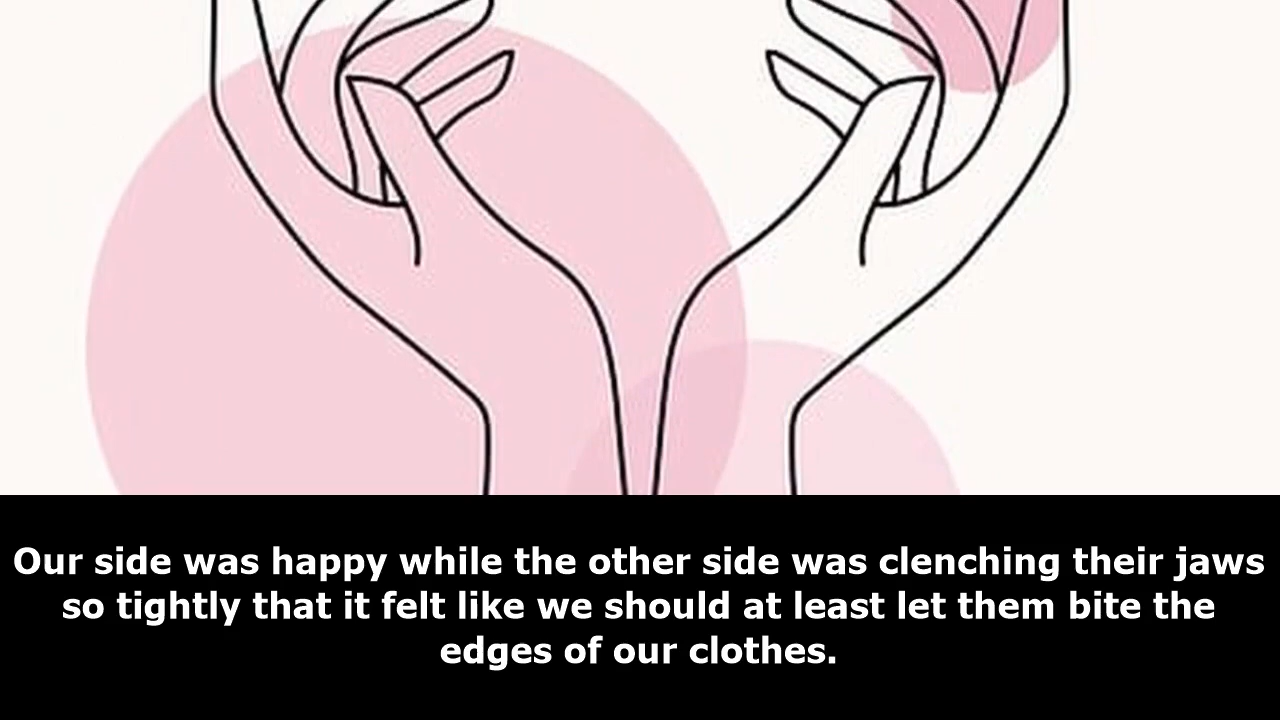 Our side was happy while the other side was clenching their jaws
so tightly that it felt like we should at least let them bite the
edges of our clothes.